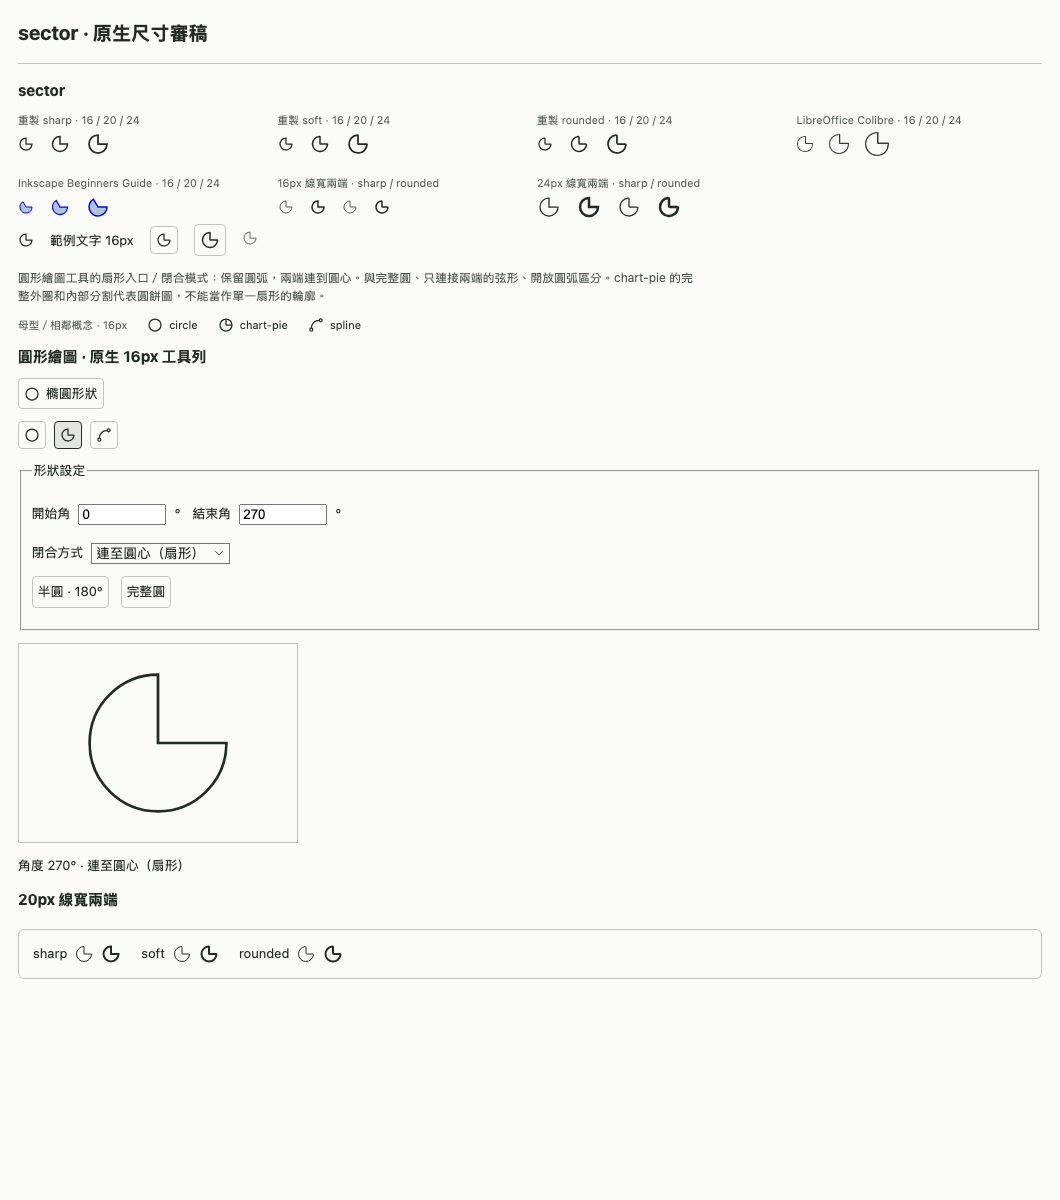 sector · 原生尺寸審稿
sector
重製 sharp · 16 / 20 / 24
重製 soft · 16 / 20 / 24
重製 rounded · 16 / 20 / 24
LibreOffice Colibre · 16 / 20 / 24
Inkscape Beginners Guide · 16 / 20 / 24
16px 線寬兩端 · sharp / rounded
24px 線寬兩端 · sharp / rounded
範例文字 16px
圓形繪圖工具的扇形入口 / 閉合模式：保留圓弧，兩端連到圓心。與完整圓、只連接兩端的弦形、開放圓弧區分。chart-pie 的完
整外圈和內部分割代表圓餅圖，不能當作單一扇形的輪廓。
母型 / 相鄰概念 · 16px
circle
chart-pie
spline
圓形繪圖 · 原生 16px 工具列
橢圓形狀
形狀設定
開始角 0 ° 結束角 270 °
閉合方式 連至圓心（扇形）
半圓 · 180° 完整圓
角度 270° · 連至圓心（扇形）
20px 線寬兩端
sharp soft rounded